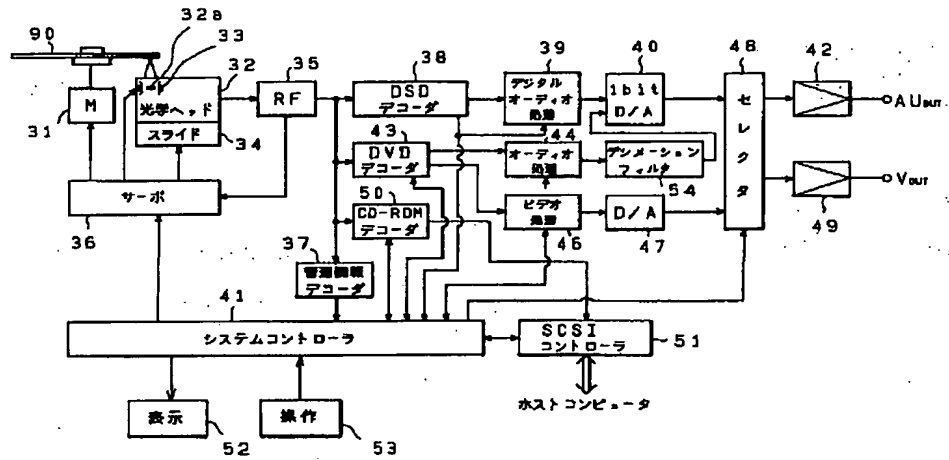 32a
90
33
32
35
38
39
40
48
42
M
31
光学ヘッド
スライド
34
RF
DSD
デコーダ
デジタル
オーディオ
処理
1bit
D/A
セレクタ
AUOUT
43
DVD
デコーダ
44
オーディオ
処理
デシメーション
フィルタ
54
サーボ
36
50
CD-ROM
デコーダ
ビデオ
処理
46
D/A
47
VOUT
49
37
管理情報
デコーダ
41
システムコントローラ
SCSI
コントローラ
51
ホストコンピュータ
表示
52
操作
53